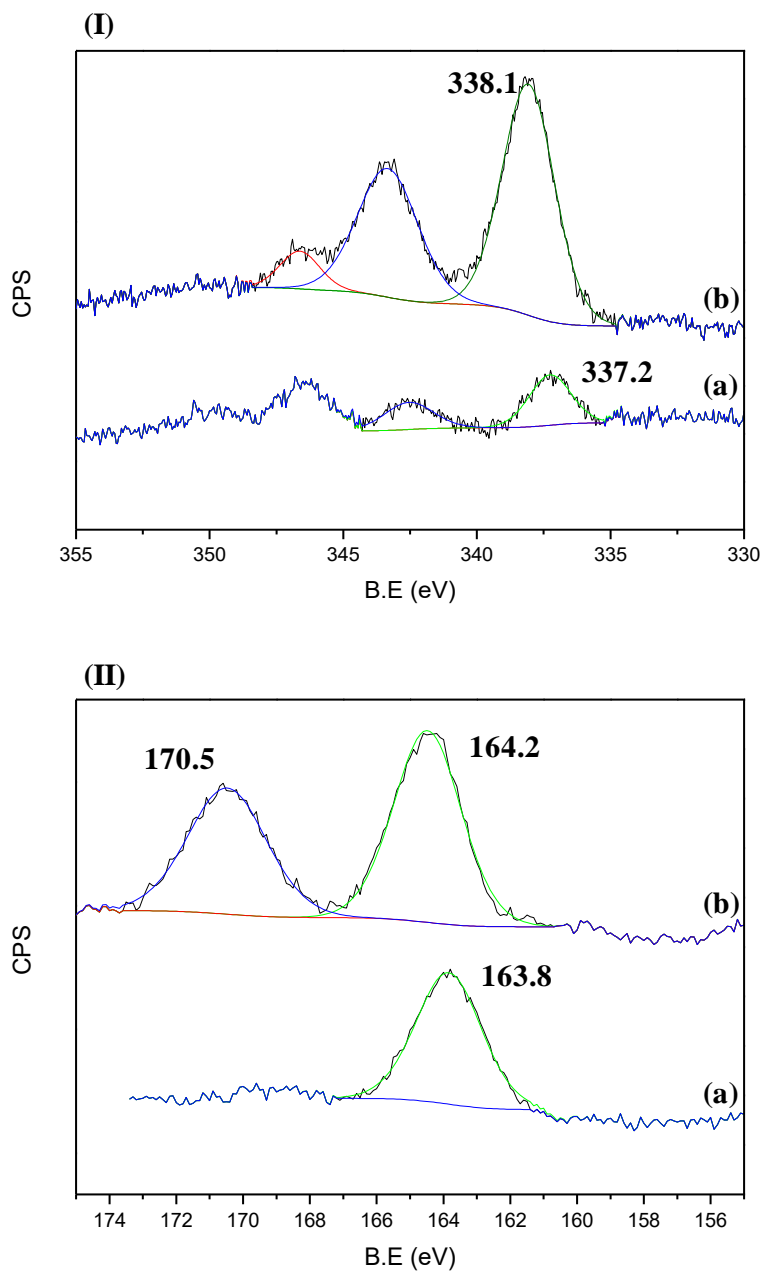 (I)
338.1
(b)
337.2
(a)
CPS
355 350 345 340 335 330
B.E (eV)
(II)
170.5
164.2
(b)
163.8
(a)
CPS
174 172 170 168 166 164 162 160 158 156
B.E (eV)